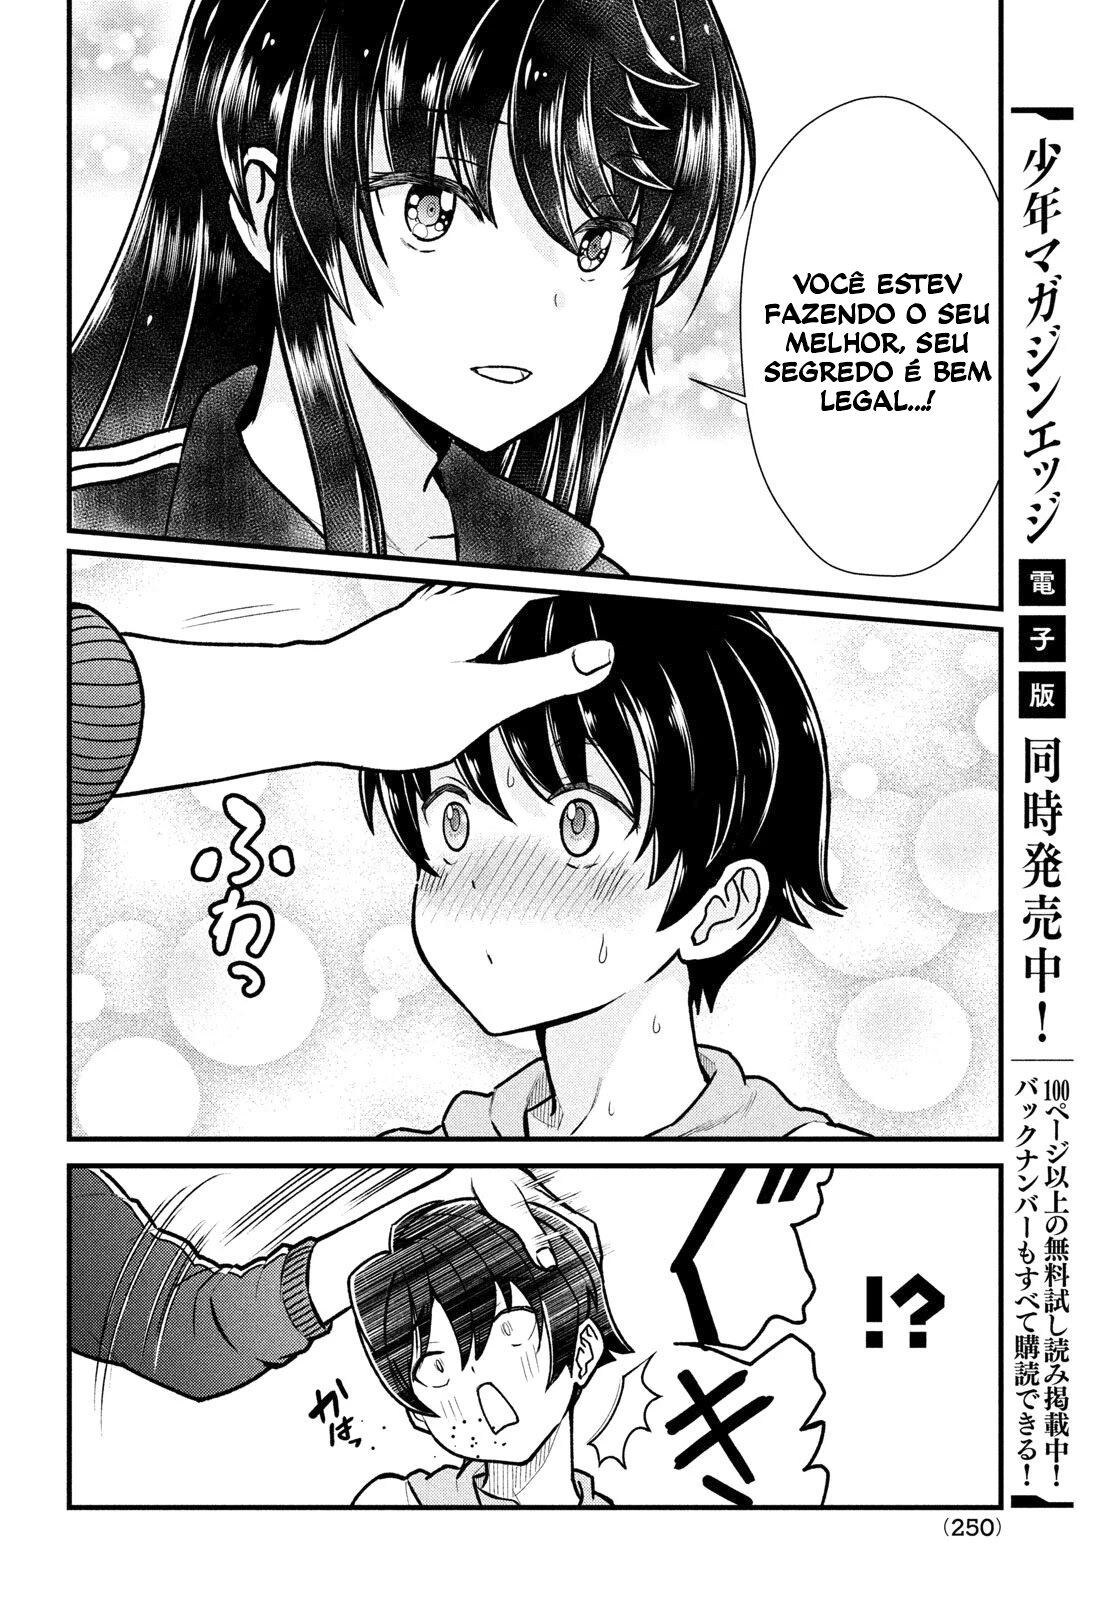 VOCÊ ESTEV
FAZENDO O SEU
MELHOR, SEU
SEGREDO É BEM
LEGAL...!
少年マガジンエッジ電子版同時発売中!
100ページ以上の無料試し読み掲載中!
バックナンバーもすべて購読できる!
ふわっ
!?
かはっ
(250)